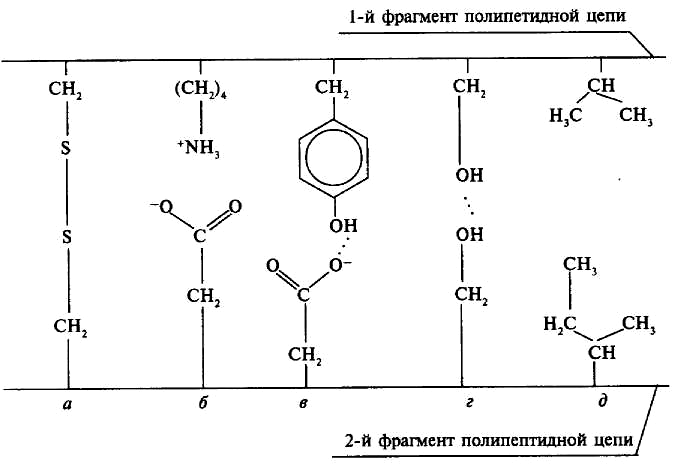 1-й фрагмент полипетидной цепи
CH₂ (CH₂)₄ CH₂ CH₂ CH
H₃C CH₃
S ⁺NH₃ OH
⁻O O OH OH
S C
O O⁻ CH₃
C
CH₂ CH₂
CH₂ H₂C CH₃
CH₂ CH
а б в г д
2-й фрагмент полипептидной цепи